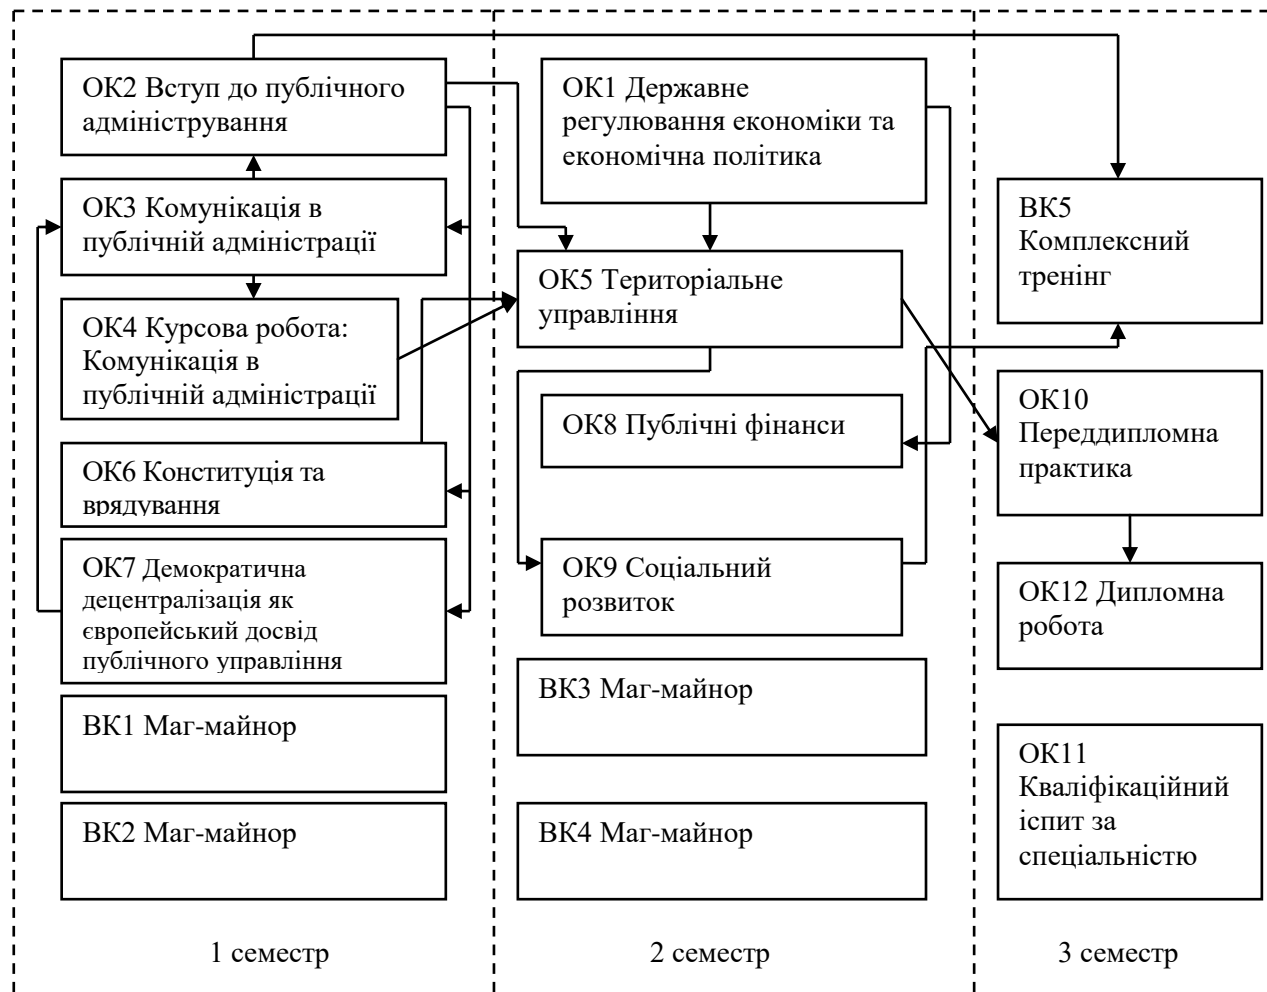 ОК2 Вступ до публічного
адміністрування
ОК3 Комунікація в
публічній адміністрації
ОК4 Курсова робота:
Комунікація в
публічній адміністрації
ОК6 Конституція та
врядування
ОК7 Демократична
децентралізація як
європейський досвід
публічного управління
ВК1 Маг-майнор
ВК2 Маг-майнор
1 семестр
ОК1 Державне
регулювання економіки та
економічна політика
ОК5 Територіальне
управління
ОК8 Публічні фінанси
ОК9 Соціальний
розвиток
ВК3 Маг-майнор
ВК4 Маг-майнор
2 семестр
ВК5
Комплексний
тренінг
ОК10
Переддипломна
практика
ОК12 Дипломна
робота
ОК11
Кваліфікаційний
іспит за
спеціальністю
3 семестр